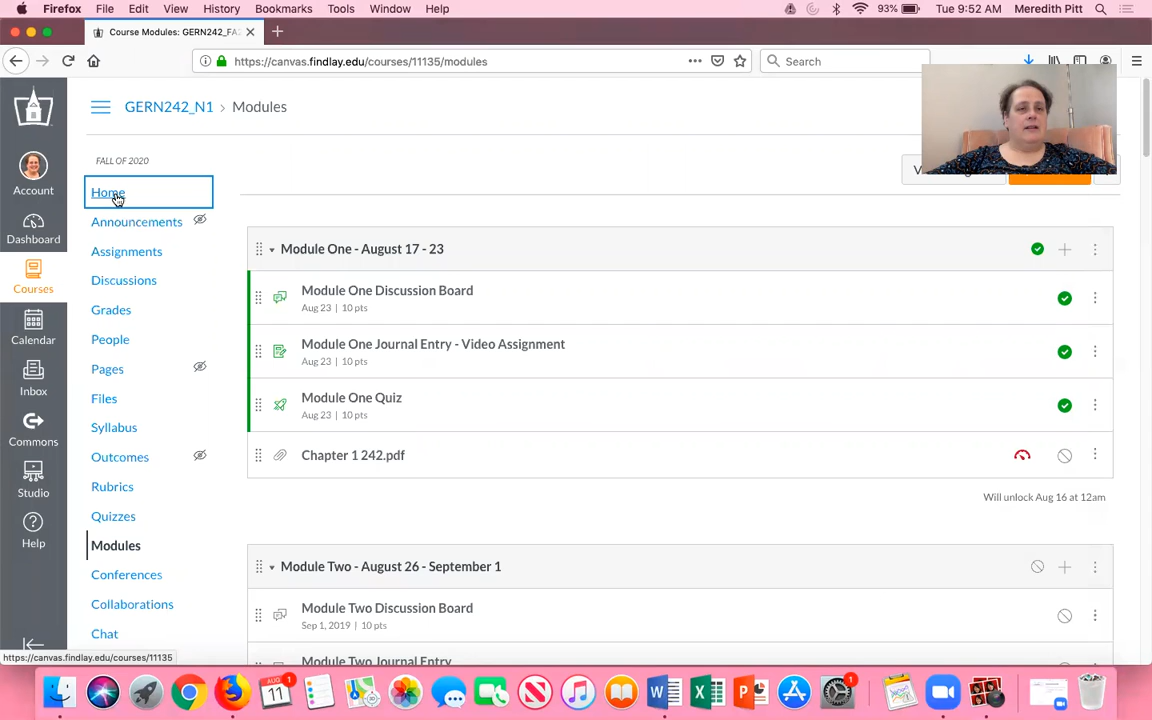 Firefox File Edit View History Bookmarks Tools Window Help 93% Tue 9:52 AM Meredith Pitt
Course Modules: GERN242_FA2
https://canvas.findlay.edu/courses/11135/modules Search
GERN242_N1 › Modules
FALL OF 2020
Home
Announcements
Assignments
Discussions
Grades
People
Pages
Files
Syllabus
Outcomes
Rubrics
Quizzes
Modules
Conferences
Collaborations
Chat
Account
Dashboard
Courses
Calendar
Inbox
Commons
Studio
Help
Module One - August 17 - 23
Module One Discussion Board
Aug 23 | 10 pts
Module One Journal Entry - Video Assignment
Aug 23 | 10 pts
Module One Quiz
Aug 23 | 10 pts
Chapter 1 242.pdf
Will unlock Aug 16 at 12am
Module Two - August 26 - September 1
Module Two Discussion Board
Sep 1, 2019 | 10 pts
Module Two Journal Entry
https://canvas.findlay.edu/courses/11135
AUG
11
1
1